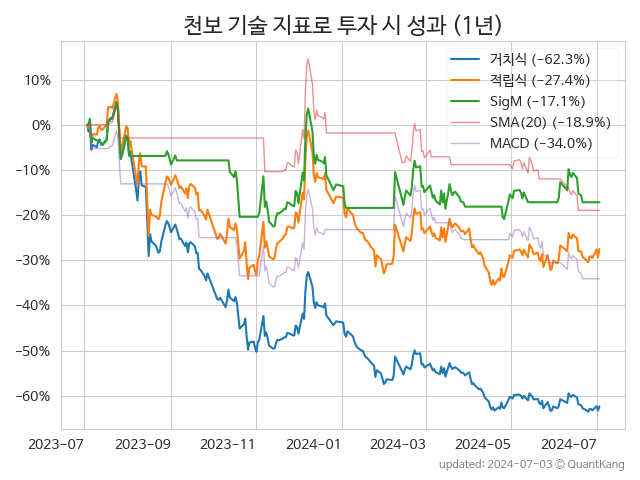 천보 기술 지표로 투자 시 성과 (1년)
거치식 (−62.3%)
적립식 (−27.4%)
SigM (−17.1%)
SMA(20) (−18.9%)
MACD (−34.0%)
10%
0%
−10%
−20%
−30%
−40%
−50%
−60%
2023-07 2023-09 2023-11 2024-01 2024-03 2024-05 2024-07
updated: 2024-07-03 © QuantKang